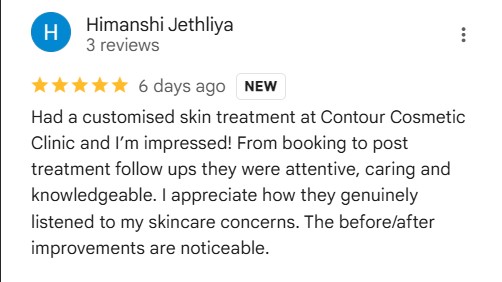 H
Himanshi Jethliya
3 reviews
6 days ago NEW
Had a customised skin treatment at Contour Cosmetic
Clinic and I’m impressed! From booking to post
treatment follow ups they were attentive, caring and
knowledgeable. I appreciate how they genuinely
listened to my skincare concerns. The before/after
improvements are noticeable.